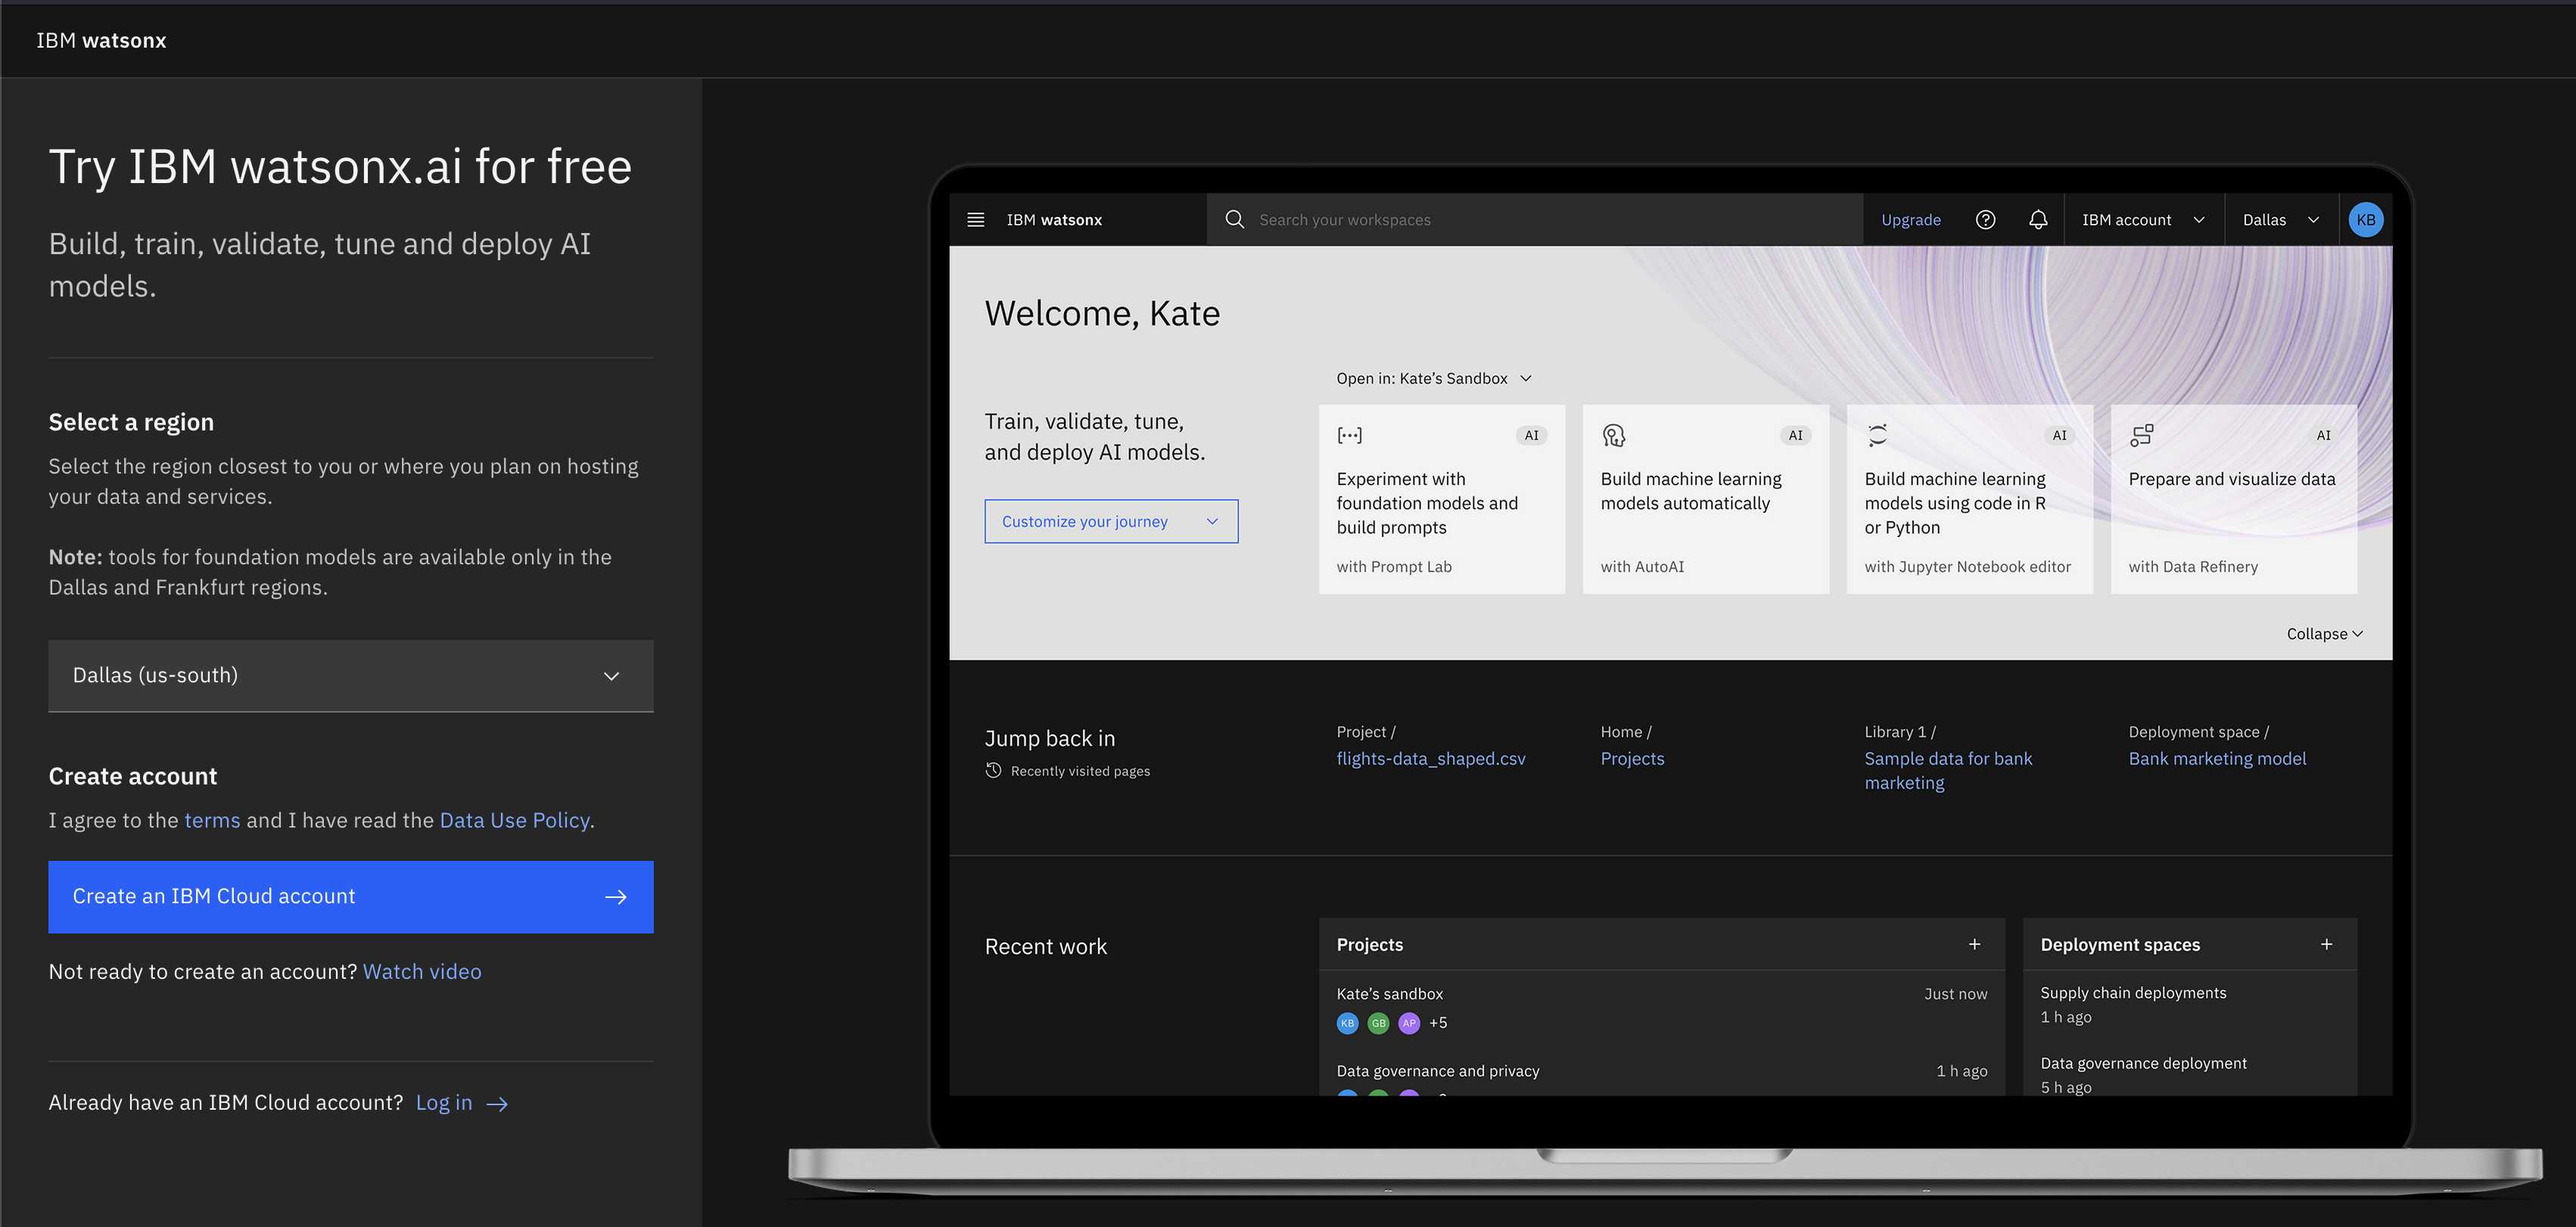 IBM watsonx
Try IBM watsonx.ai for free
Build, train, validate, tune and deploy AI
models.
Select a region
Select the region closest to you or where you plan on hosting
your data and services.
Note: tools for foundation models are available only in the
Dallas and Frankfurt regions.
Dallas (us-south)
Create account
I agree to the terms and I have read the Data Use Policy.
Create an IBM Cloud account
Not ready to create an account? Watch video
Already have an IBM Cloud account? Log in
IBM watsonx
Search your workspaces
Upgrade
IBM account
Dallas
KB
Welcome, Kate
Train, validate, tune,
and deploy AI models.
Customize your journey
Open in: Kate’s Sandbox
AI
Experiment with
foundation models and
build prompts
with Prompt Lab
AI
Build machine learning
models automatically
with AutoAI
AI
Build machine learning
models using code in R
or Python
with Jupyter Notebook editor
AI
Prepare and visualize data
with Data Refinery
Collapse
Jump back in
Recently visited pages
Project /
flights-data_shaped.csv
Home /
Projects
Library 1 /
Sample data for bank
marketing
Deployment space /
Bank marketing model
Recent work
Projects
Kate’s sandbox
Just now
KB GB AP +5
Data governance and privacy
1 h ago
Deployment spaces
Supply chain deployments
1 h ago
Data governance deployment
5 h ago